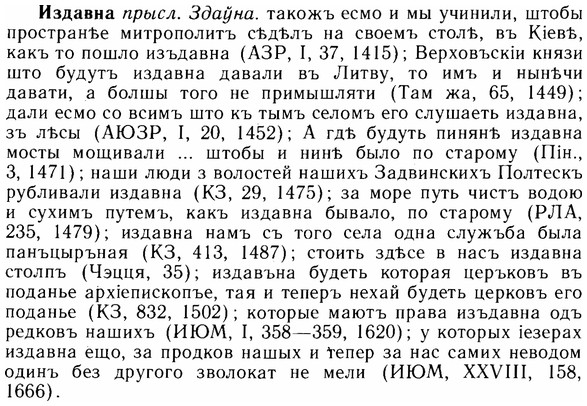 Издавна прысл. Здаўна. такожъ есмо и мы учинили, штобы
пространѣе митрополитъ сѣдѣлъ на своемъ столѣ, въ Кіевѣ,
какъ то пошло изъдавна (АЗР, I, 37, 1415); Верховъскіи князи
што будутъ издавна давали въ Литву, то имъ и нынѣчи
давати, а болшы того не примышляти (Там жа, 65, 1449);
дали есмо со всимъ што къ тымъ селомъ его слушаеть издавна,
зъ лѣсы (АЮЗР, I, 20, 1452); А гдѣ будуть пинянѣ издавна
мосты мощивали ... штобы и нинѣ было по старому (Пін.,
3, 1471); наши люди з волостей нашихъ Задвинскихъ Полтескъ
рубливали издавна (КЗ, 29, 1475); за море путь чистъ водою
и сухимъ путемъ, какъ издавна бывало, по старому (РЛА,
235, 1479); издавна намъ съ того села одна служъба была
панъцырьная (КЗ, 413, 1487); стоить здѣсе в насъ издавна
столпъ (Чэцця, 35); издавъна будеть которая церъковъ въ
поданье архіепископъе, тая и теперъ нехай будеть церковъ его
поданье (КЗ, 832, 1502); которые маютъ права изъдавна одъ
редковъ нашихъ (ИЮМ, I, 358—359, 1620); у которых іезерах
издавна ещо, за продков нашых и тепер за нас самих неводом
одинъ без другого зволокат не мели (ИЮМ, XXVIII, 158,
1666).